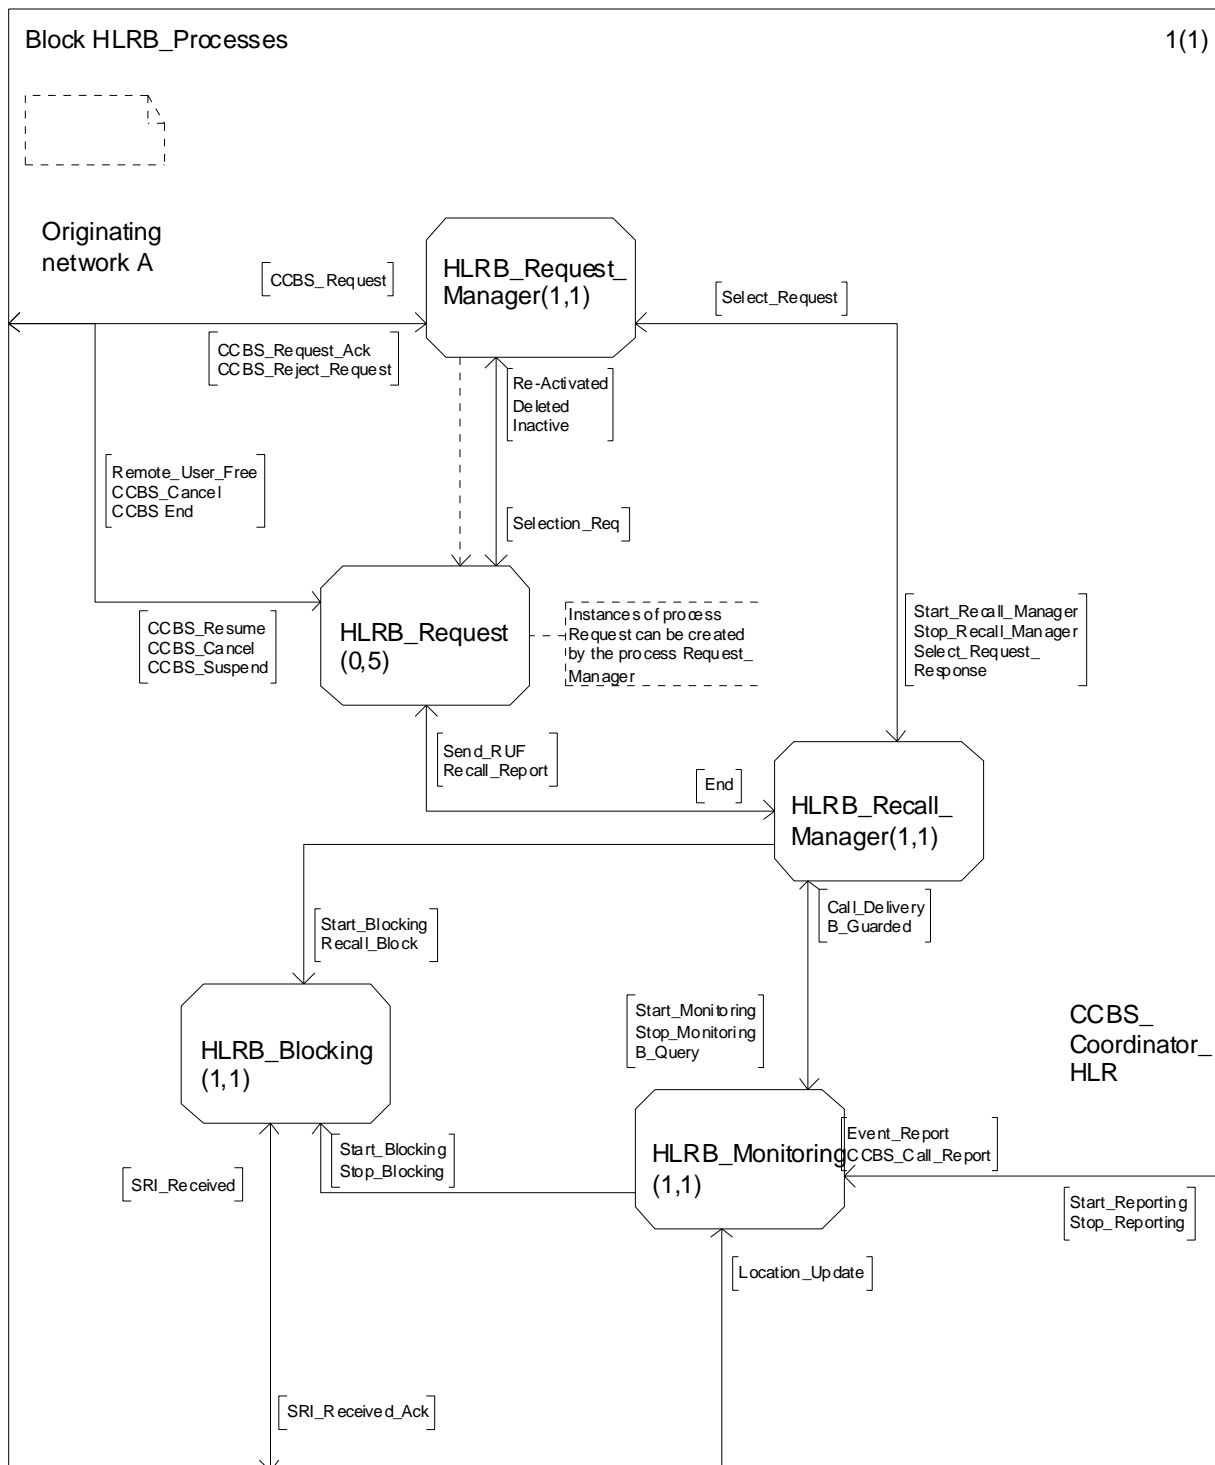 Block HLRB_Processes
1(1)
Originating
network A
CCBS_Request
HLRB_Request_
Manager(1,1)
Select_Request
CCBS_Request_Ack
CCBS_Reject_Request
Re-Activated
Deleted
Inactive
Remote_User_Free
CCBS_Cancel
CCBS End
Selection_Req
HLRB_Request
(0,5)
Instances of process
Request can be created
by the process Request_
Manager
CCBS_Resume
CCBS_Cancel
CCBS_Suspend
Start_Recall_Manager
Stop_Recall_Manager
Select_Request_
Response
Send_RUF
Recall_Report
End
HLRB_Recall_
Manager(1,1)
Start_Blocking
Recall_Block
Call_Delivery
B_Guarded
HLRB_Blocking
(1,1)
Start_Monitoring
Stop_Monitoring
B_Query
CCBS_
Coordinator_
HLR
Start_Blocking
Stop_Blocking
HLRB_Monitoring
(1,1)
Event_Report
CCBS_Call_Report
SRI_Received
Start_Reporting
Stop_Reporting
Location_Update
SRI_Received_Ack